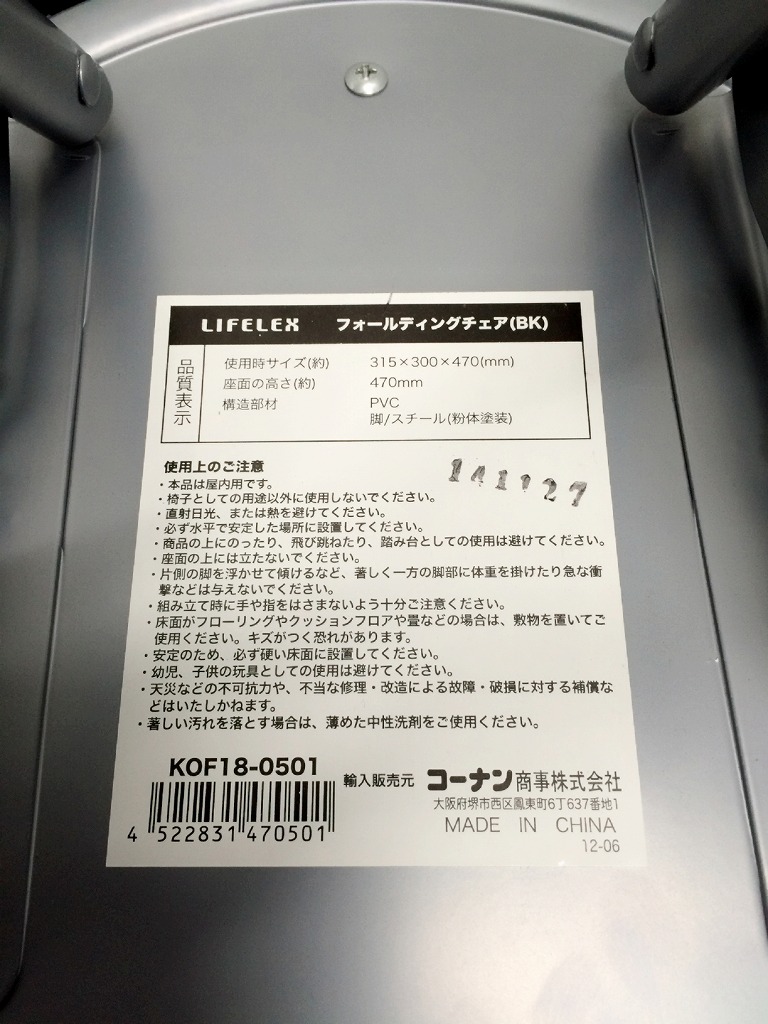 LIFELEX フォールディングチェア(BK)
品質表示
使用時サイズ(約) 315×300×470(mm)
座面の高さ(約) 470mm
構造部材 PVC
脚/スチール(粉体塗装)
使用上のご注意
141127
・本品は屋内用です。
・椅子としての用途以外に使用しないでください。
・直射日光、または熱を避けてください。
・必ず水平で安定した場所に設置してください。
・商品の上にのったり、飛び跳ねたり、踏み台としての使用は避けてください。
・座面の上には立たないでください。
・片側の脚を浮かせて傾けるなど、著しく一方の脚部に体重を掛けたり急な衝
撃などは与えないでください。
・組み立て時に手や指をはさまないよう十分ご注意ください。
・床面がフローリングやクッションフロアや畳などの場合は、敷物を置いてご
使用ください。キズがつく恐れがあります。
・安定のため、必ず硬い床面に設置してください。
・幼児、子供の玩具としての使用は避けてください。
・天災などの不可抗力や、不当な修理・改造による故障・破損に対する補償な
どはいたしかねます。
・著しい汚れを落とす場合は、薄めた中性洗剤をご使用ください。
KOF18-0501
4 522831 470501
輸入販売元 コーナン商事株式会社
大阪府堺市西区鳳東町6丁637番地1
MADE IN CHINA
12-06